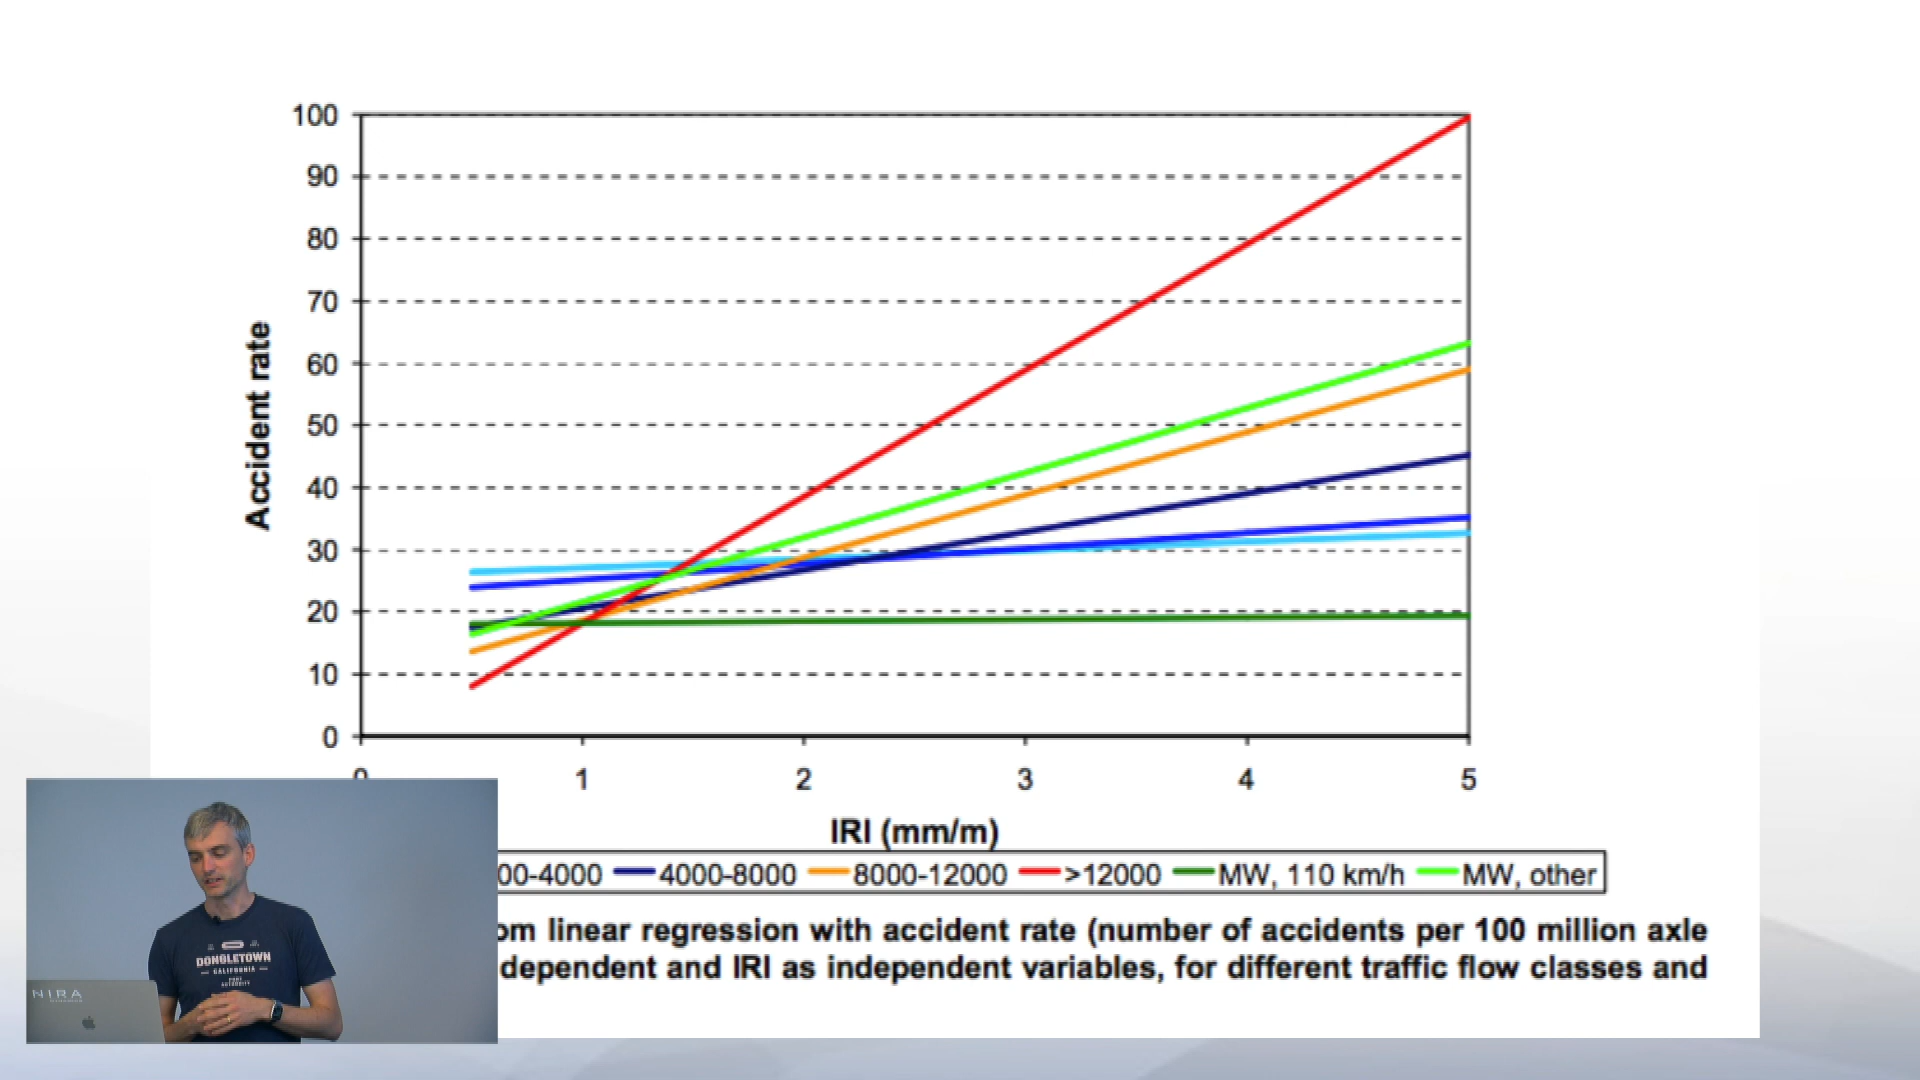 100
90
80
70
60
50
40
30
20
10
0
Accident rate
1
2
3
4
5
IRI (mm/m)
00-4000 4000-8000 8000-12000 >12000 MW, 110 km/h MW, other
om linear regression with accident rate (number of accidents per 100 million axle
dependent and IRI as independent variables, for different traffic flow classes and
DONGLETOWN
CALIFORNIA
PORT
AUTHORITY
NIRA